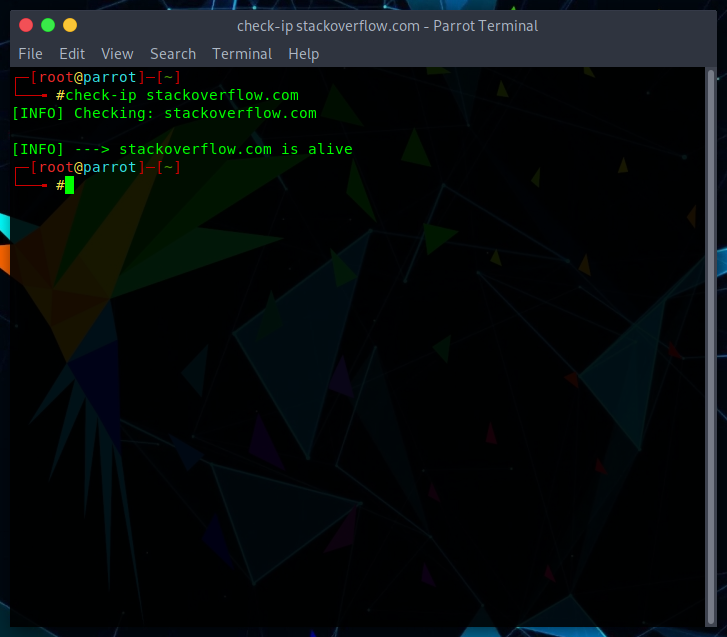 check-ip stackoverflow.com - Parrot Terminal
File Edit View Search Terminal Help
┌─[root@parrot]─[~]
└──╼ #check-ip stackoverflow.com
[INFO] Checking: stackoverflow.com
[INFO] ---> stackoverflow.com is alive
┌─[root@parrot]─[~]
└──╼ #